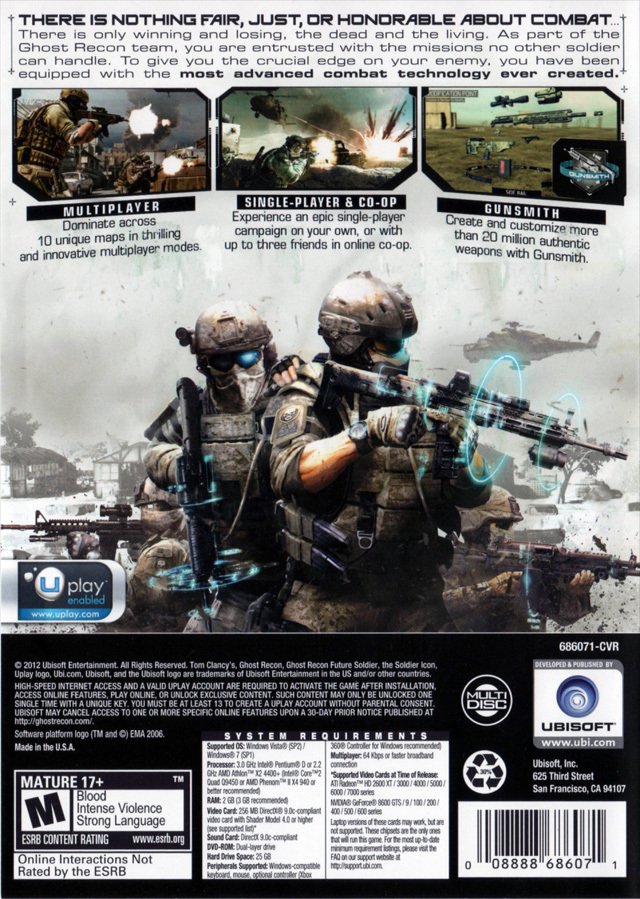 THERE IS NOTHING FAIR, JUST, OR HONORABLE ABOUT COMBAT...
There is only winning and losing, the dead and the living. As part of the
Ghost Recon team, you are entrusted with the missions no other soldier
can handle. To give you the crucial edge on your enemy, you have been
equipped with the most advanced combat technology ever created.
MULTIPLAYER
Dominate across
10 unique maps in thrilling
and innovative multiplayer modes.
SINGLE-PLAYER & CO-OP
Experience an epic single-player
campaign on your own, or with
up to three friends in online co-op.
SIDE RAIL
GUNSMITH
GUNSMITH
Create and customize more
than 20 million authentic
weapons with Gunsmith.
u play
enabled
www.uplay.com
686071-CVR
© 2012 Ubisoft Entertainment. All Rights Reserved. Tom Clancy's, Ghost Recon, Ghost Recon Future Soldier, the Soldier Icon,
Uplay logo, Ubi.com, Ubisoft, and the Ubisoft logo are trademarks of Ubisoft Entertainment in the US and/or other countries.
HIGH-SPEED INTERNET ACCESS AND A VALID UPLAY ACCOUNT ARE REQUIRED TO ACTIVATE THE GAME AFTER INSTALLATION,
ACCESS ONLINE FEATURES, PLAY ONLINE, OR UNLOCK EXCLUSIVE CONTENT. SUCH CONTENT MAY ONLY BE UNLOCKED ONE
SINGLE TIME WITH A UNIQUE KEY. YOU MUST BE AT LEAST 13 TO CREATE A UPLAY ACCOUNT WITHOUT PARENTAL CONSENT.
UBISOFT MAY CANCEL ACCESS TO ONE OR MORE SPECIFIC ONLINE FEATURES UPON A 30-DAY PRIOR NOTICE PUBLISHED AT
http://ghostrecon.com/.
Software platform logo (TM and ©) EMA 2006.
Made in the U.S.A.
MULTI
DISC
DEVELOPED & PUBLISHED BY
UBISOFT
www.ubi.com
30%
Ubisoft, Inc.
625 Third Street
San Francisco, CA 94107
SYSTEM REQUIREMENTS
Supported OS: Windows Vista® (SP2) /
Windows® 7 (SP1)
Processor: 3.0 GHz Intel® Pentium® D or 2.2
GHz AMD Athlon™ X2 4400+ (Intel® Core™2
Quad Q9450 or AMD Phenom™ II X4 940 or
better recommended)
RAM: 2 GB (3 GB recommended)
Video Card: 256 MB DirectX® 9.0c-compliant
video card with Shader Model 4.0 or higher
(see supported list)*
Sound Card: DirectX 9.0c-compliant
DVD-ROM: Dual-layer drive
Hard Drive Space: 25 GB
Peripherals Supported: Windows-compatible
keyboard, mouse, optional controller (Xbox
360® Controller for Windows recommended)
Multiplayer: 64 Kbps or faster broadband
connection
*Supported Video Cards at Time of Release:
ATI Radeon™ HD 2600 XT / 3000 / 4000 / 5000 /
6000 / 7000 series
NVIDIA® GeForce® 8600 GTS / 9 / 100 / 200 /
400 / 500 / 600 series
Laptop versions of these cards may work, but are
not supported. These chipsets are the only ones
that will run this game. For the most up-to-date
minimum requirement listings, please visit the
FAQ on our support website at
http://support.ubi.com.
MATURE 17+ ™
M
Blood
Intense Violence
Strong Language
ESRB CONTENT RATING www.esrb.org
Online Interactions Not
Rated by the ESRB
0 08888 68607 1